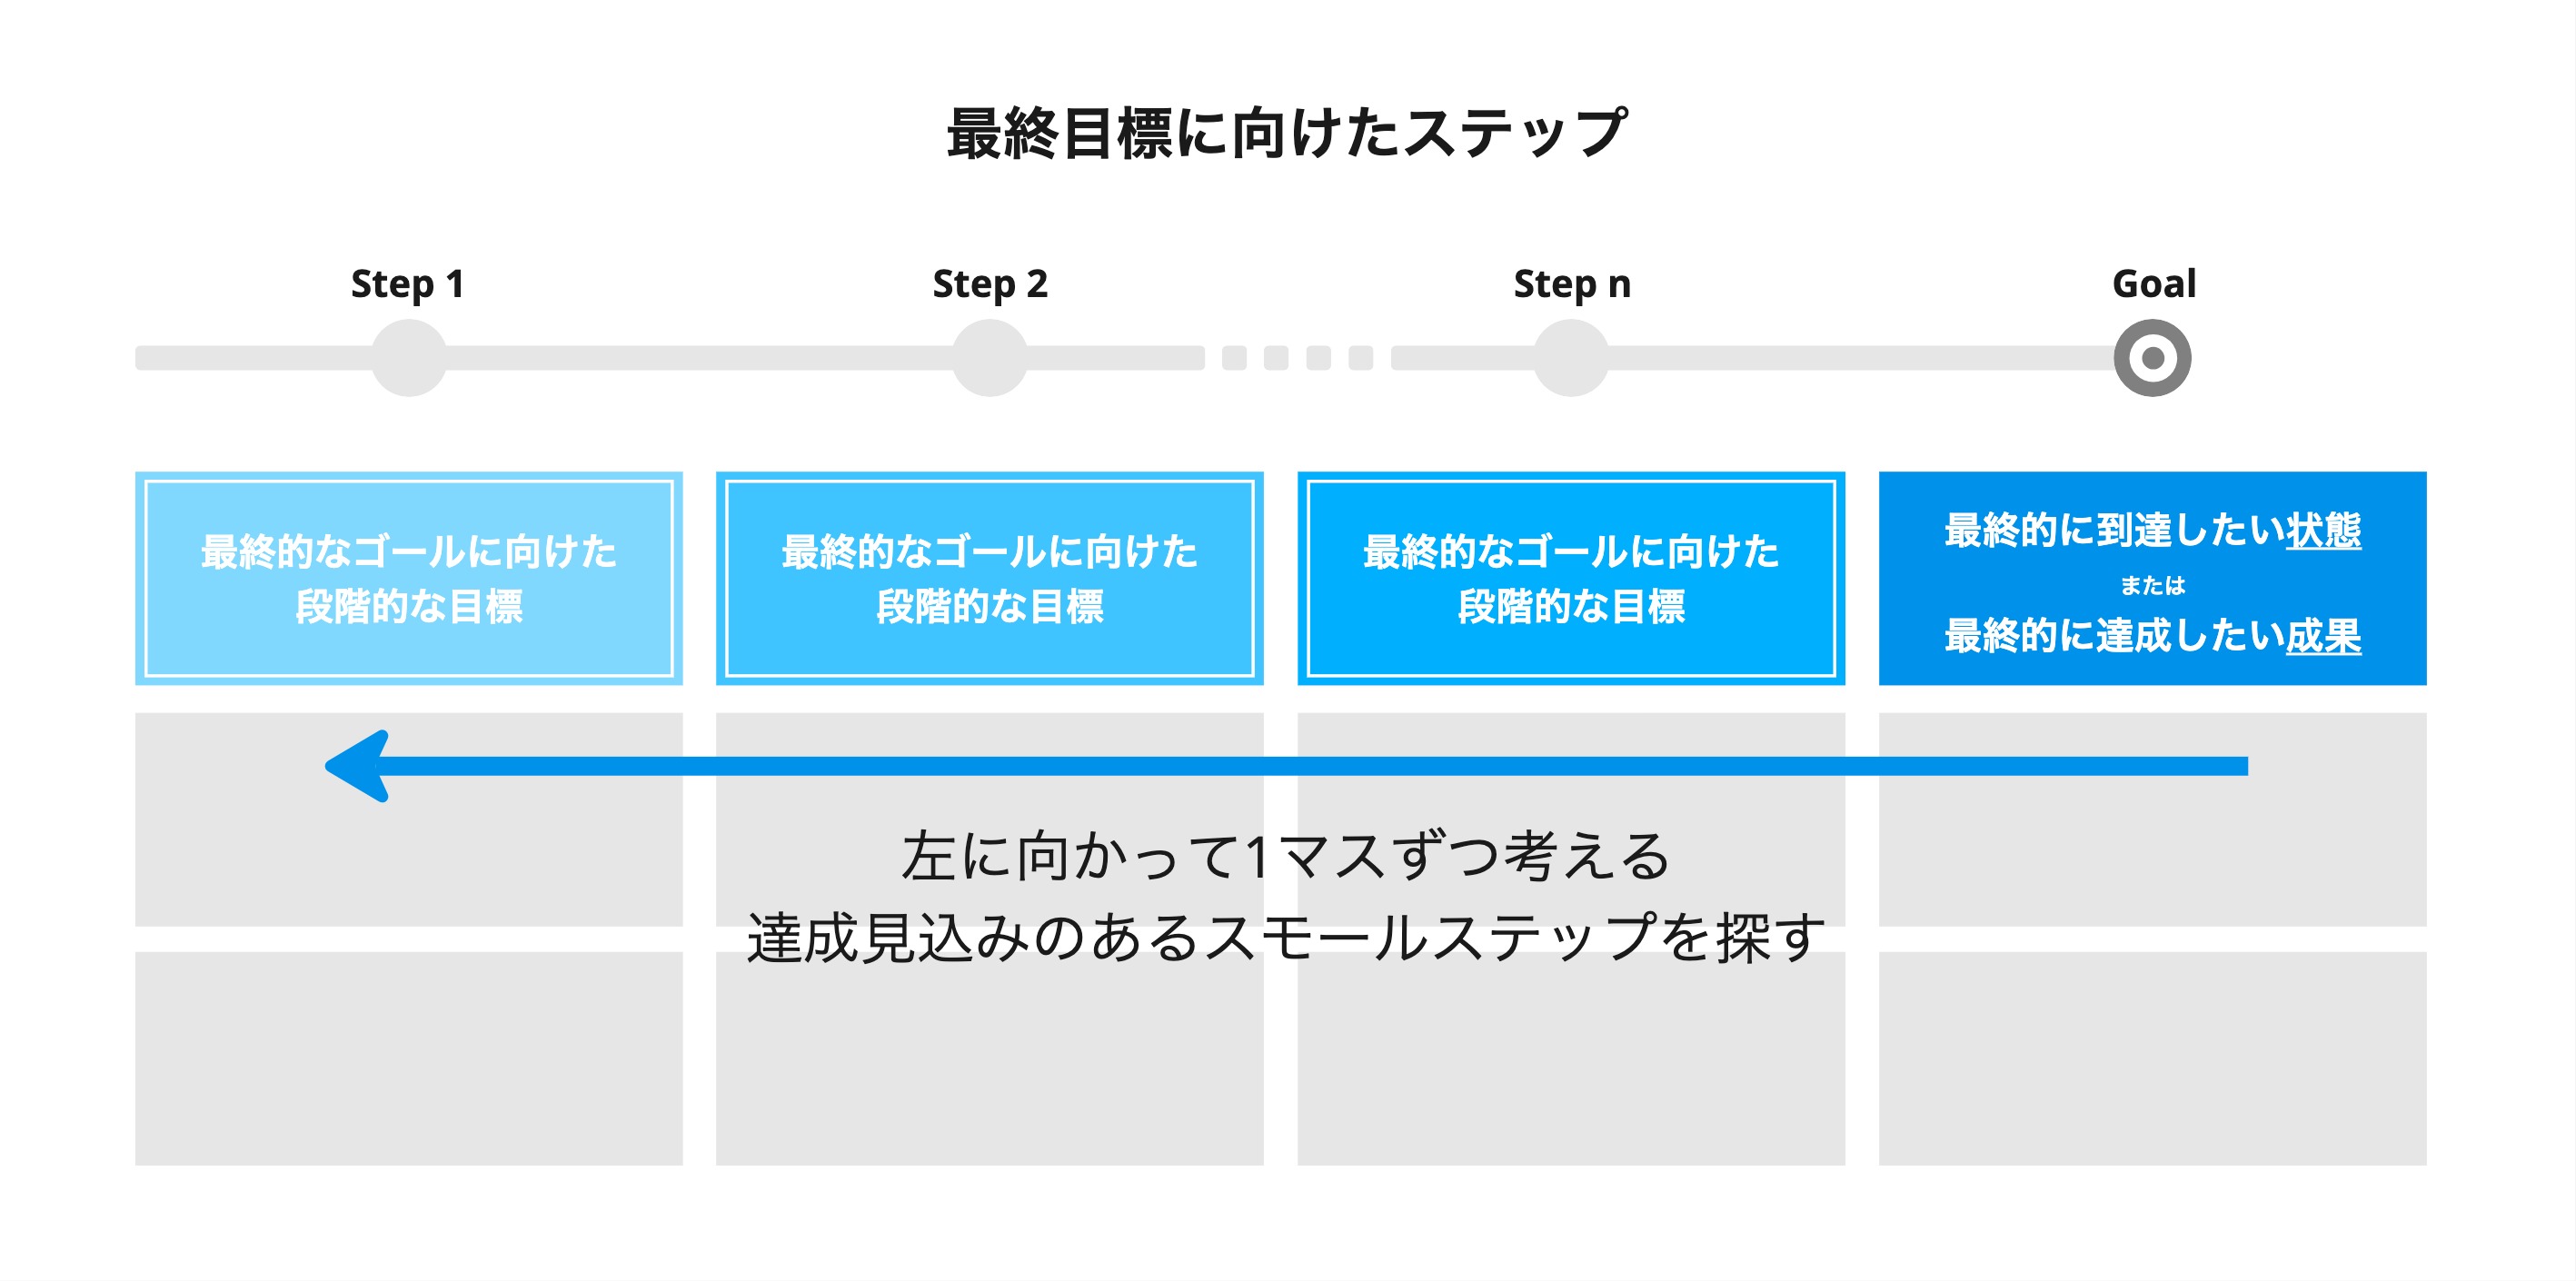 最終目標に向けたステップ
Step 1
Step 2
Step n
Goal
最終的なゴールに向けた
段階的な目標
最終的なゴールに向けた
段階的な目標
最終的なゴールに向けた
段階的な目標
最終的に到達したい状態
または
最終的に達成したい成果
左に向かって1マスずつ考える
達成見込みのあるスモールステップを探す